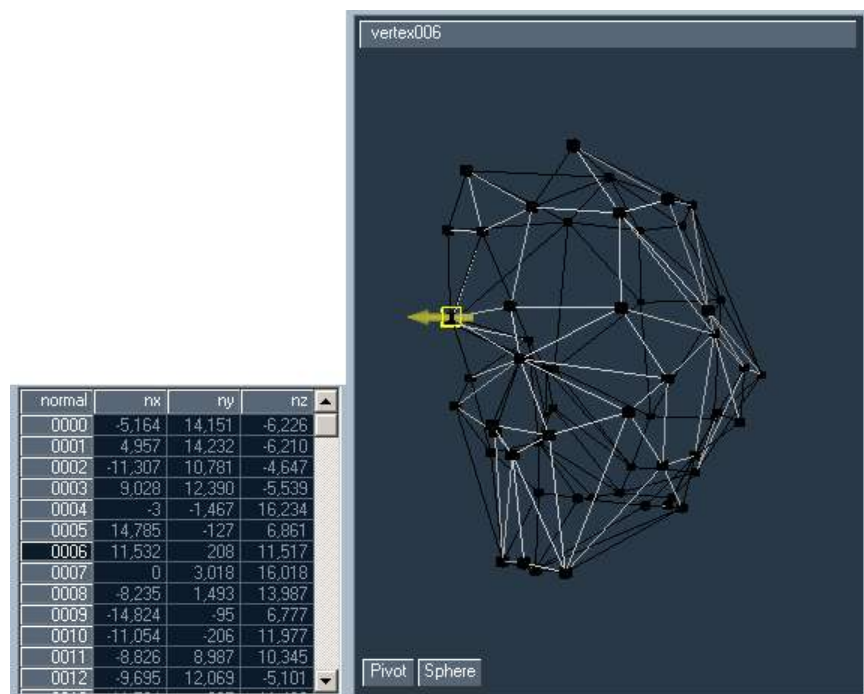 vertex006
normal nx ny nz
0000 -5,164 14,151 -6,226
0001 4,957 14,232 -6,210
0002 -11,307 10,781 -4,647
0003 9,028 12,390 -5,539
0004 -3 -1,467 16,234
0005 14,785 -127 6,861
0006 11,532 208 11,517
0007 0 3,018 16,018
0008 -8,235 1,493 13,987
0009 -14,824 -95 6,777
0010 -11,054 -206 11,977
0011 -8,826 8,987 10,345
0012 -9,695 12,069 -5,101
Pivot Sphere